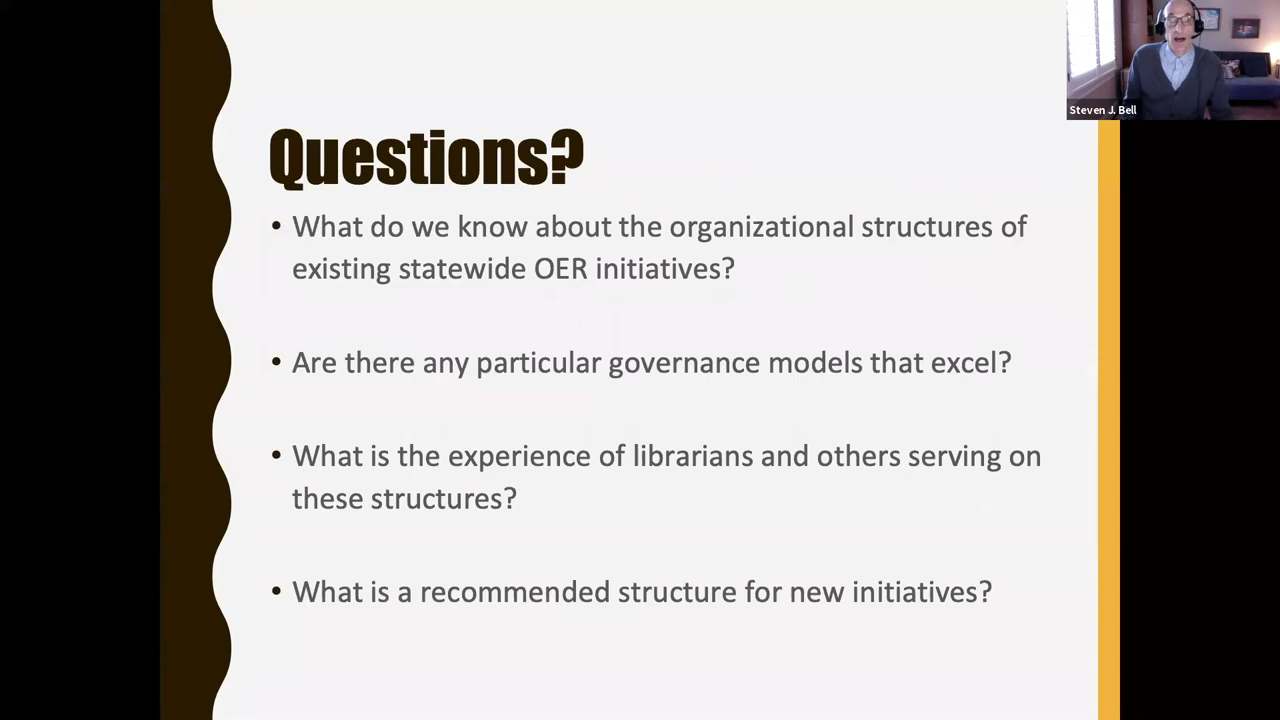 Steven J. Bell
Questions?
• What do we know about the organizational structures of
existing statewide OER initiatives?
• Are there any particular governance models that excel?
• What is the experience of librarians and others serving on
these structures?
• What is a recommended structure for new initiatives?